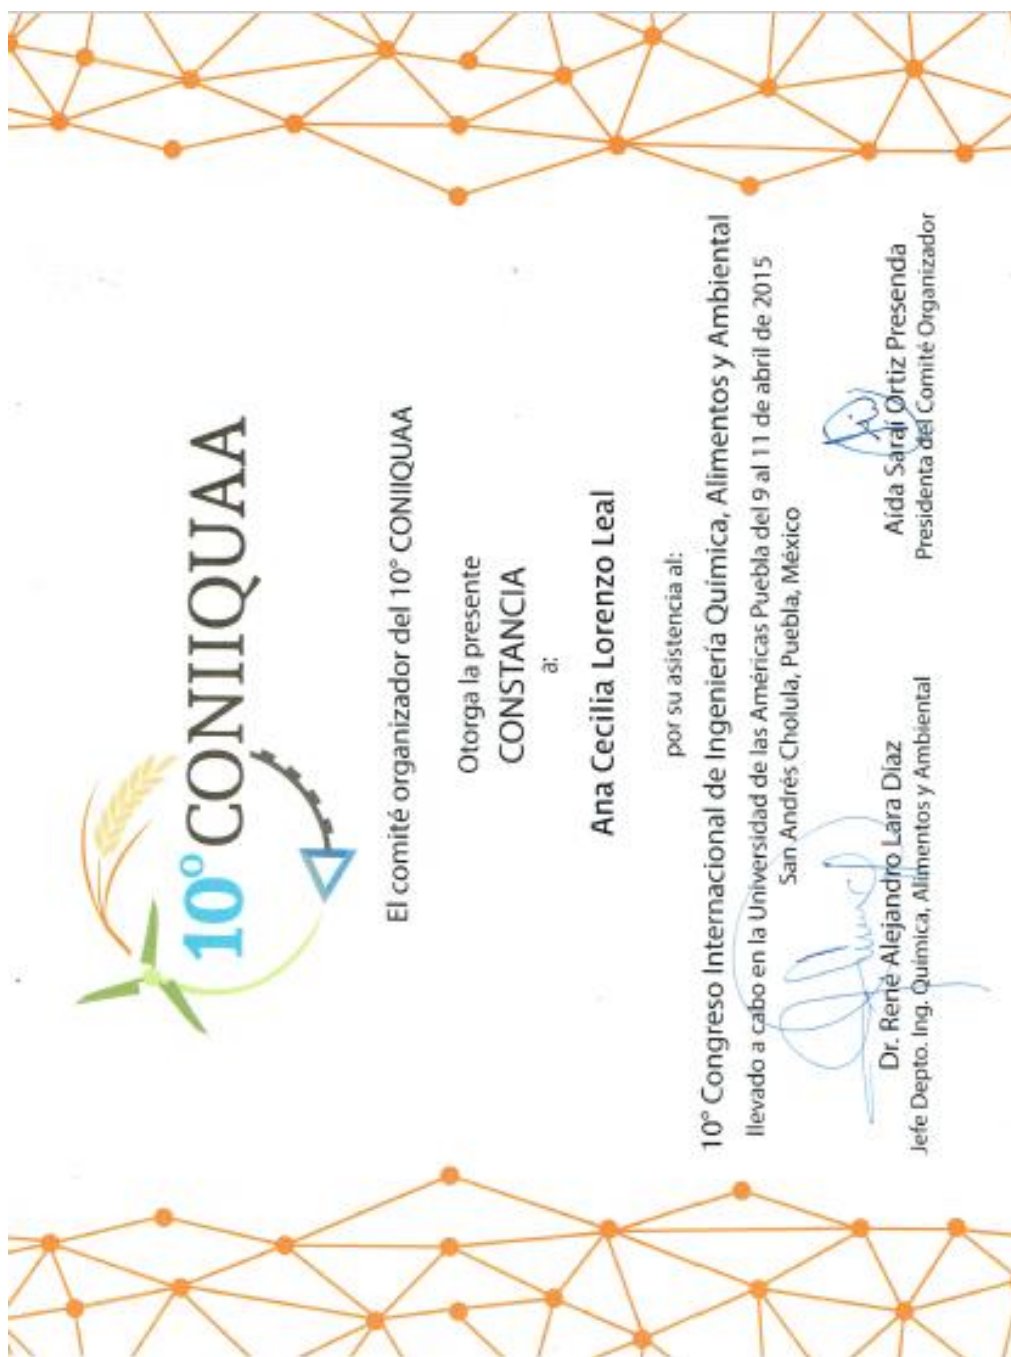 10° CONIIQUAA
El comité organizador del 10° CONIIQUAA
Otorga la presente
CONSTANCIA
a:
Ana Cecilia Lorenzo Leal
por su asistencia al:
10° Congreso Internacional de Ingeniería Química, Alimentos y Ambiental
llevado a cabo en la Universidad de las Américas Puebla del 9 al 11 de abril de 2015
San Andrés Cholula, Puebla, México
Dr. René Alejandro Lara Díaz
Jefe Depto. Ing. Química, Alimentos y Ambiental
Aída Saraí Ortiz Presenda
Presidenta del Comité Organizador